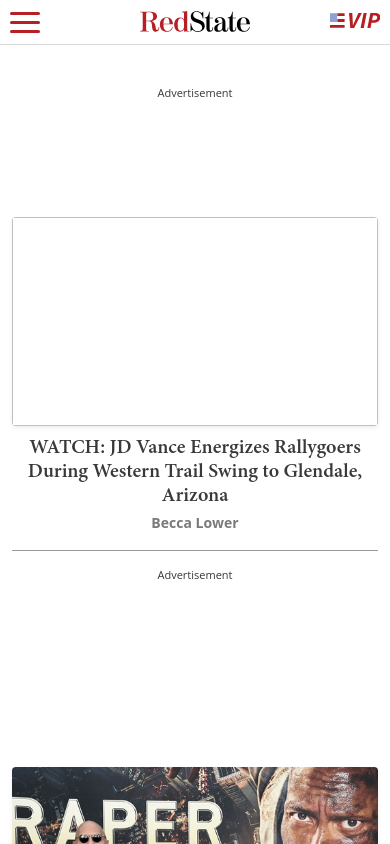 RedState
VIP
Advertisement
WATCH: JD Vance Energizes Rallygoers
During Western Trail Swing to Glendale,
Arizona
Becca Lower
Advertisement
RAPER